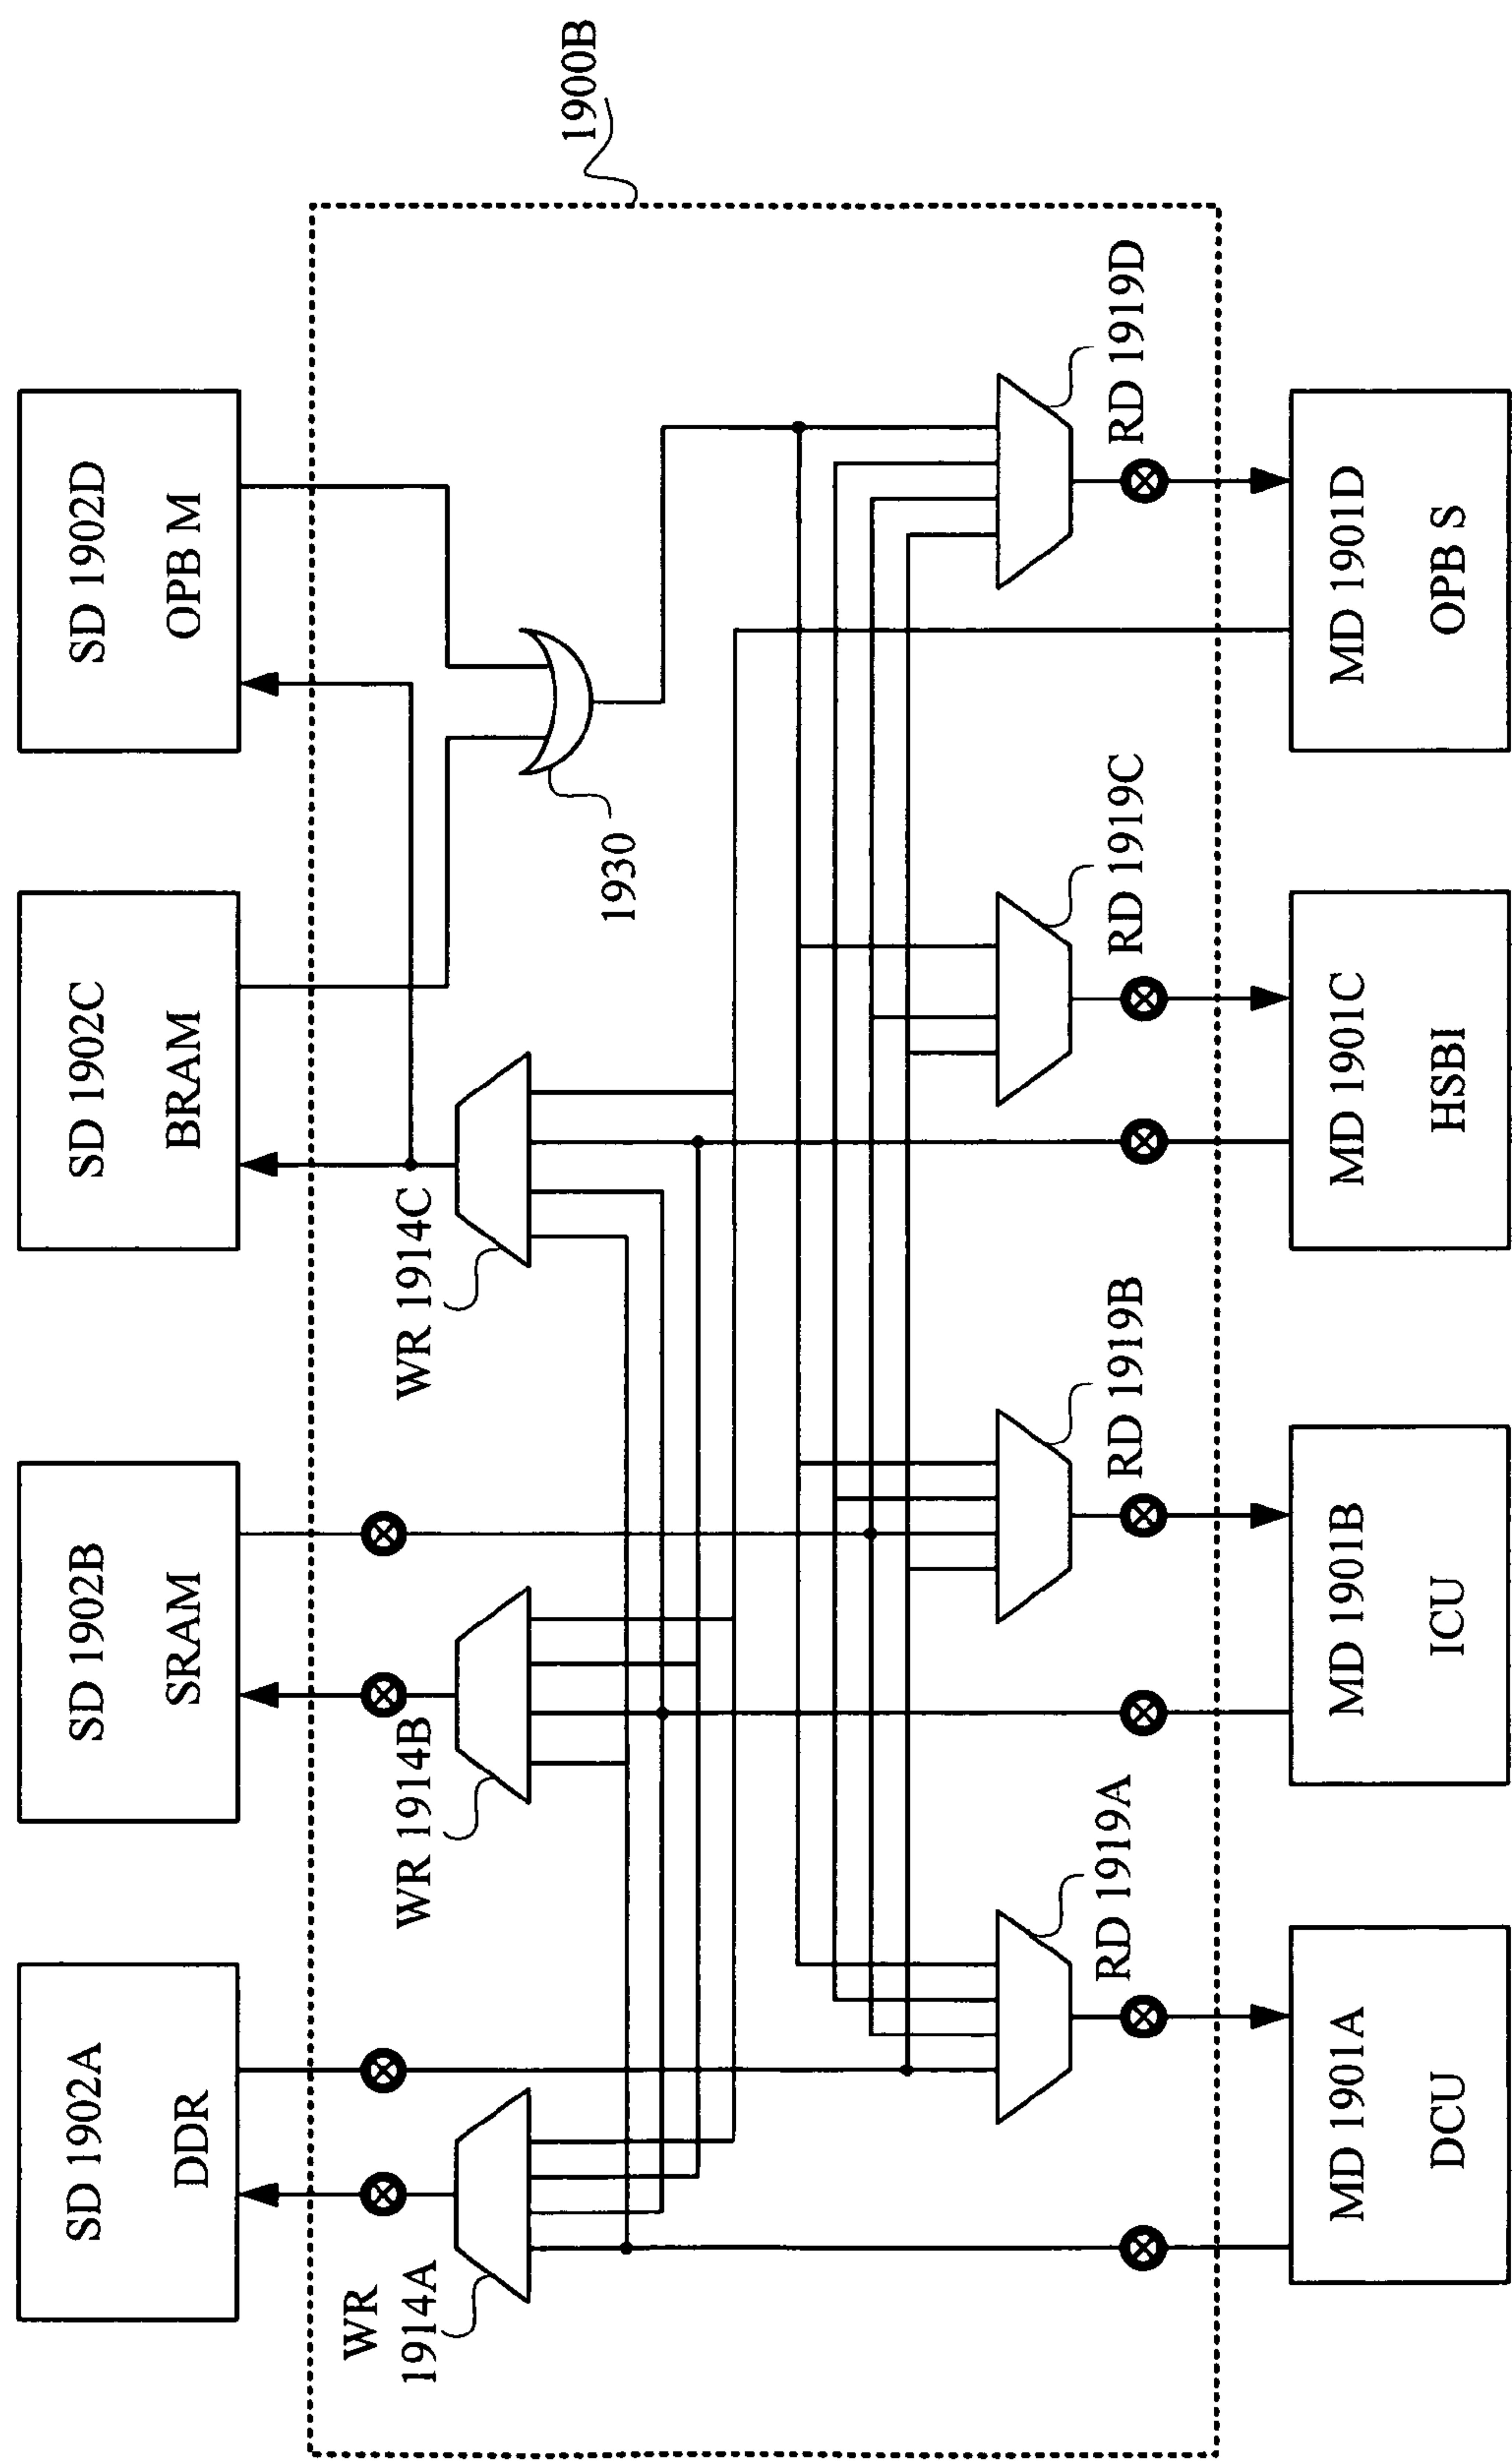 SD 1902A
DDR
SD 1902B
SRAM
SD 1902C
BRAM
SD 1902D
OPB M
1900B
WR
1914A
WR 1914B
WR 1914C
1930
RD 1919A
RD 1919B
RD 1919C
RD 1919D
MD 1901A
DCU
MD 1901B
ICU
MD 1901C
HSBI
MD 1901D
OPB S